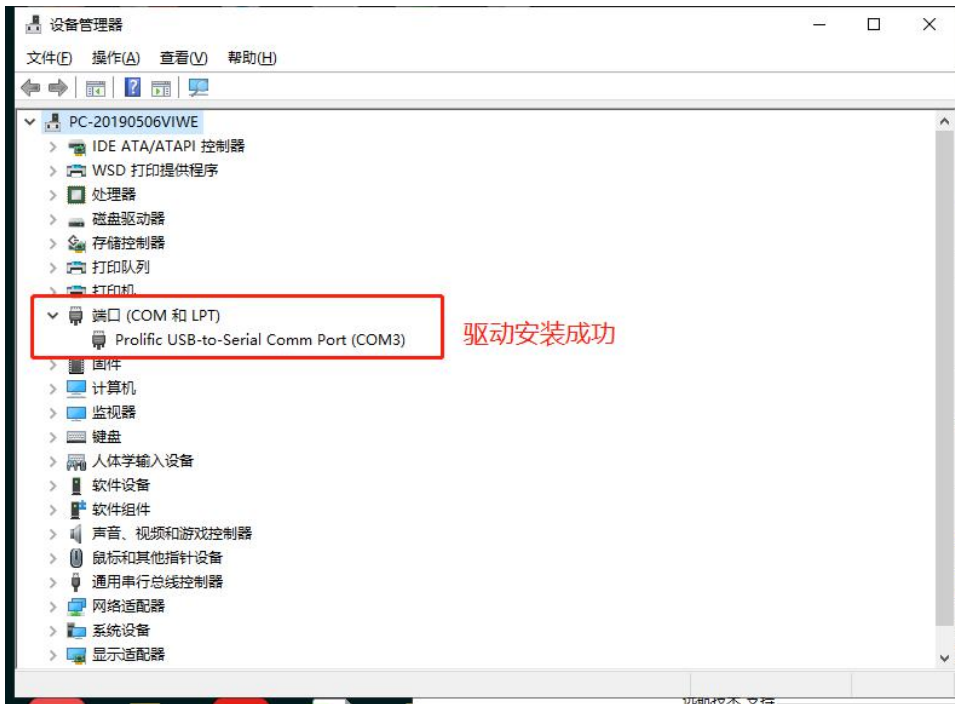 设备管理器
文件(F) 操作(A) 查看(V) 帮助(H)
PC-20190506VIWE
IDE ATA/ATAPI 控制器
WSD 打印提供程序
处理器
磁盘驱动器
存储控制器
打印队列
打印机
端口 (COM 和 LPT)
Prolific USB-to-Serial Comm Port (COM3)
驱动安装成功
固件
计算机
监视器
键盘
人体学输入设备
软件设备
软件组件
声音、视频和游戏控制器
鼠标和其他指针设备
通用串行总线控制器
网络适配器
系统设备
显示适配器